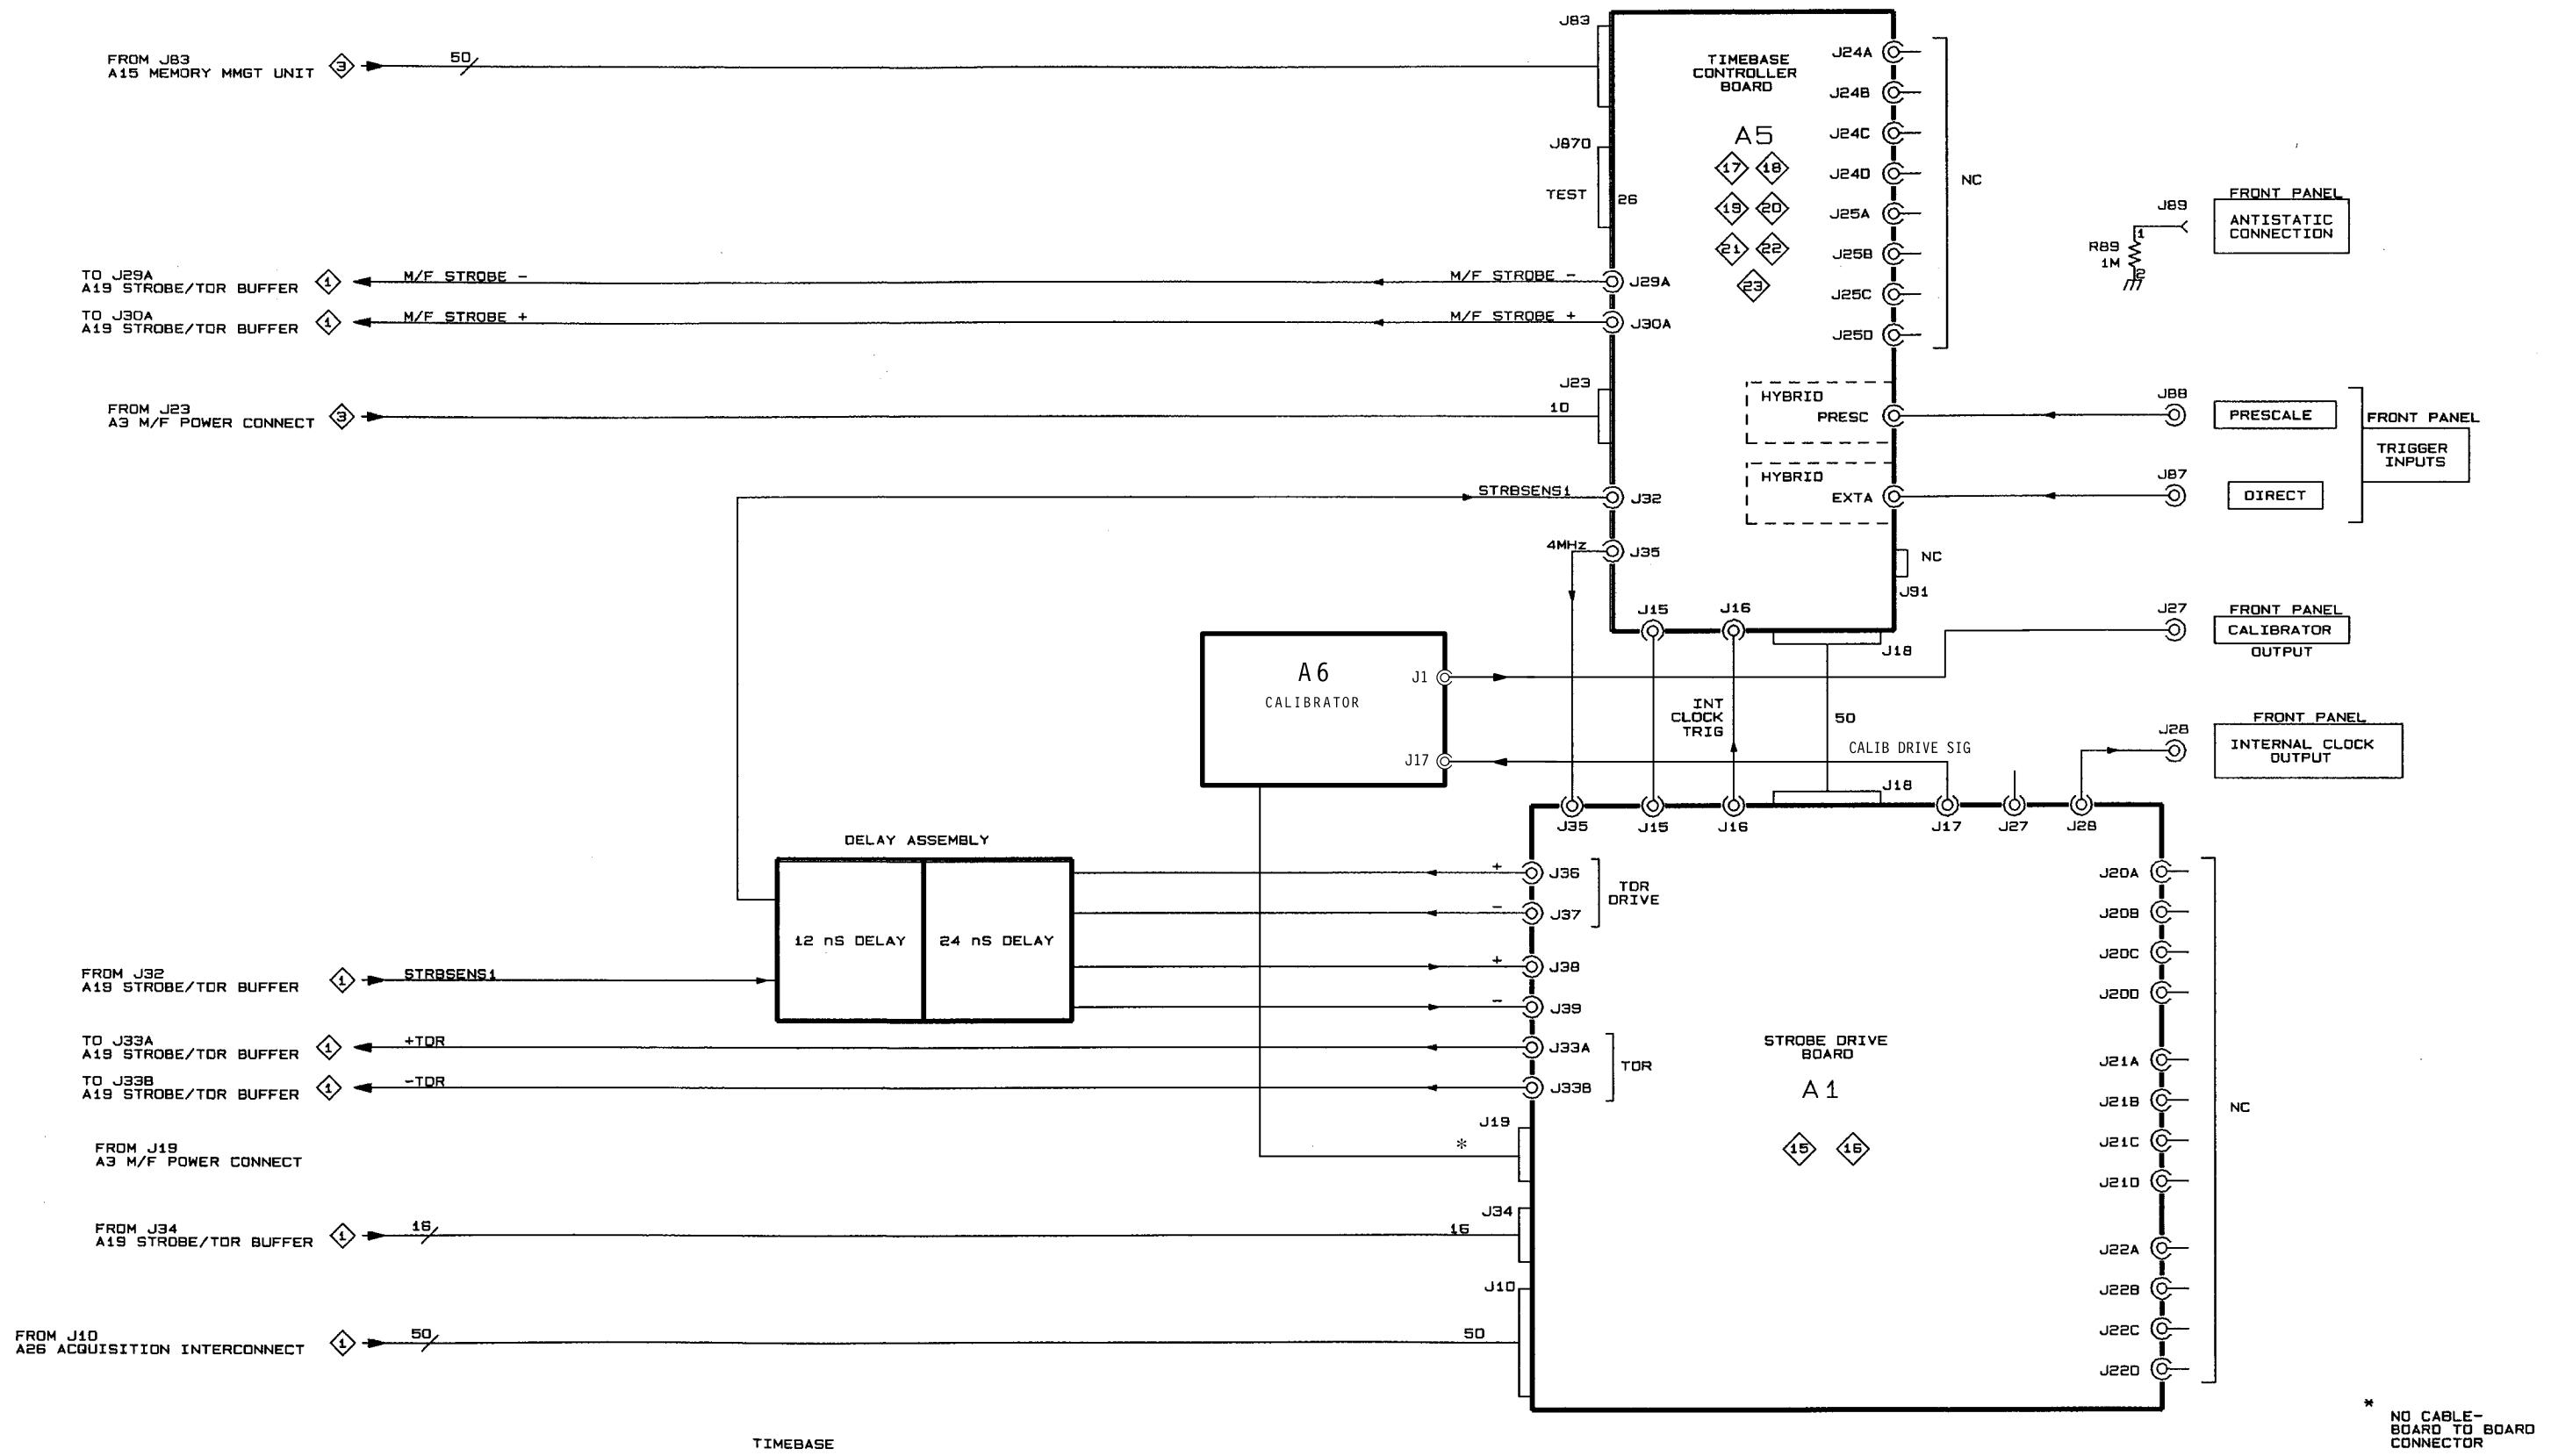 FROM J83
A15 MEMORY MMGT UNIT
3
50
J83
TIMEBASE
CONTROLLER
BOARD
A5
17
18
19
20
21
22
23
J870
TEST
26
J24A
J24B
J24C
J24D
J25A
J25B
J25C
J25D
NC
J89
R89
1M
1
2
FRONT PANEL
ANTISTATIC
CONNECTION
TO J29A
A19 STROBE/TDR BUFFER
1
M/F STROBE -
M/F STROBE -
J29A
TO J30A
A19 STROBE/TDR BUFFER
1
M/F STROBE +
M/F STROBE +
J30A
FROM J23
A3 M/F POWER CONNECT
3
J23
10
HYBRID
PRESC
J88
PRESCALE
FRONT PANEL
TRIGGER
INPUTS
HYBRID
EXTA
J87
DIRECT
STRBSENS1
J32
4MHz
J35
NC
J91
J15
J16
J18
J27
FRONT PANEL
CALIBRATOR
OUTPUT
A6
CALIBRATOR
J1
J17
INT
CLOCK
TRIG
50
CALIB DRIVE SIG
J28
FRONT PANEL
INTERNAL CLOCK
OUTPUT
J18
J35
J15
J16
J17
J27
J28
DELAY ASSEMBLY
12 nS DELAY
24 nS DELAY
+
J36
-
J37
TDR
DRIVE
+
J38
-
J39
FROM J32
A19 STROBE/TDR BUFFER
1
STRBSENS1
TO J33A
A19 STROBE/TDR BUFFER
1
+TDR
J33A
TO J33B
A19 STROBE/TDR BUFFER
1
-TDR
J33B
TDR
STROBE DRIVE
BOARD
A1
15
16
J20A
J20B
J20C
J20D
J21A
J21B
J21C
J21D
J22A
J22B
J22C
J22D
NC
FROM J19
A3 M/F POWER CONNECT
*
J19
FROM J34
A19 STROBE/TDR BUFFER
1
16
16
J34
FROM J10
A26 ACQUISITION INTERCONNECT
1
50
50
J10
*
NO CABLE-
BOARD TO BOARD
CONNECTOR
TIMEBASE